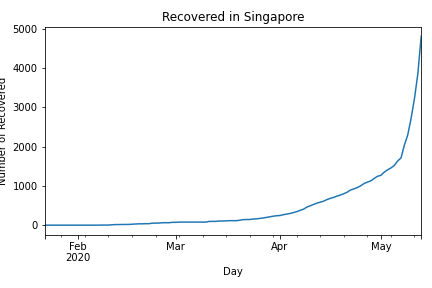 Recovered in Singapore
5000
4000
3000
2000
1000
0
Number of Recovered
Feb
2020
Mar
Apr
May
Day